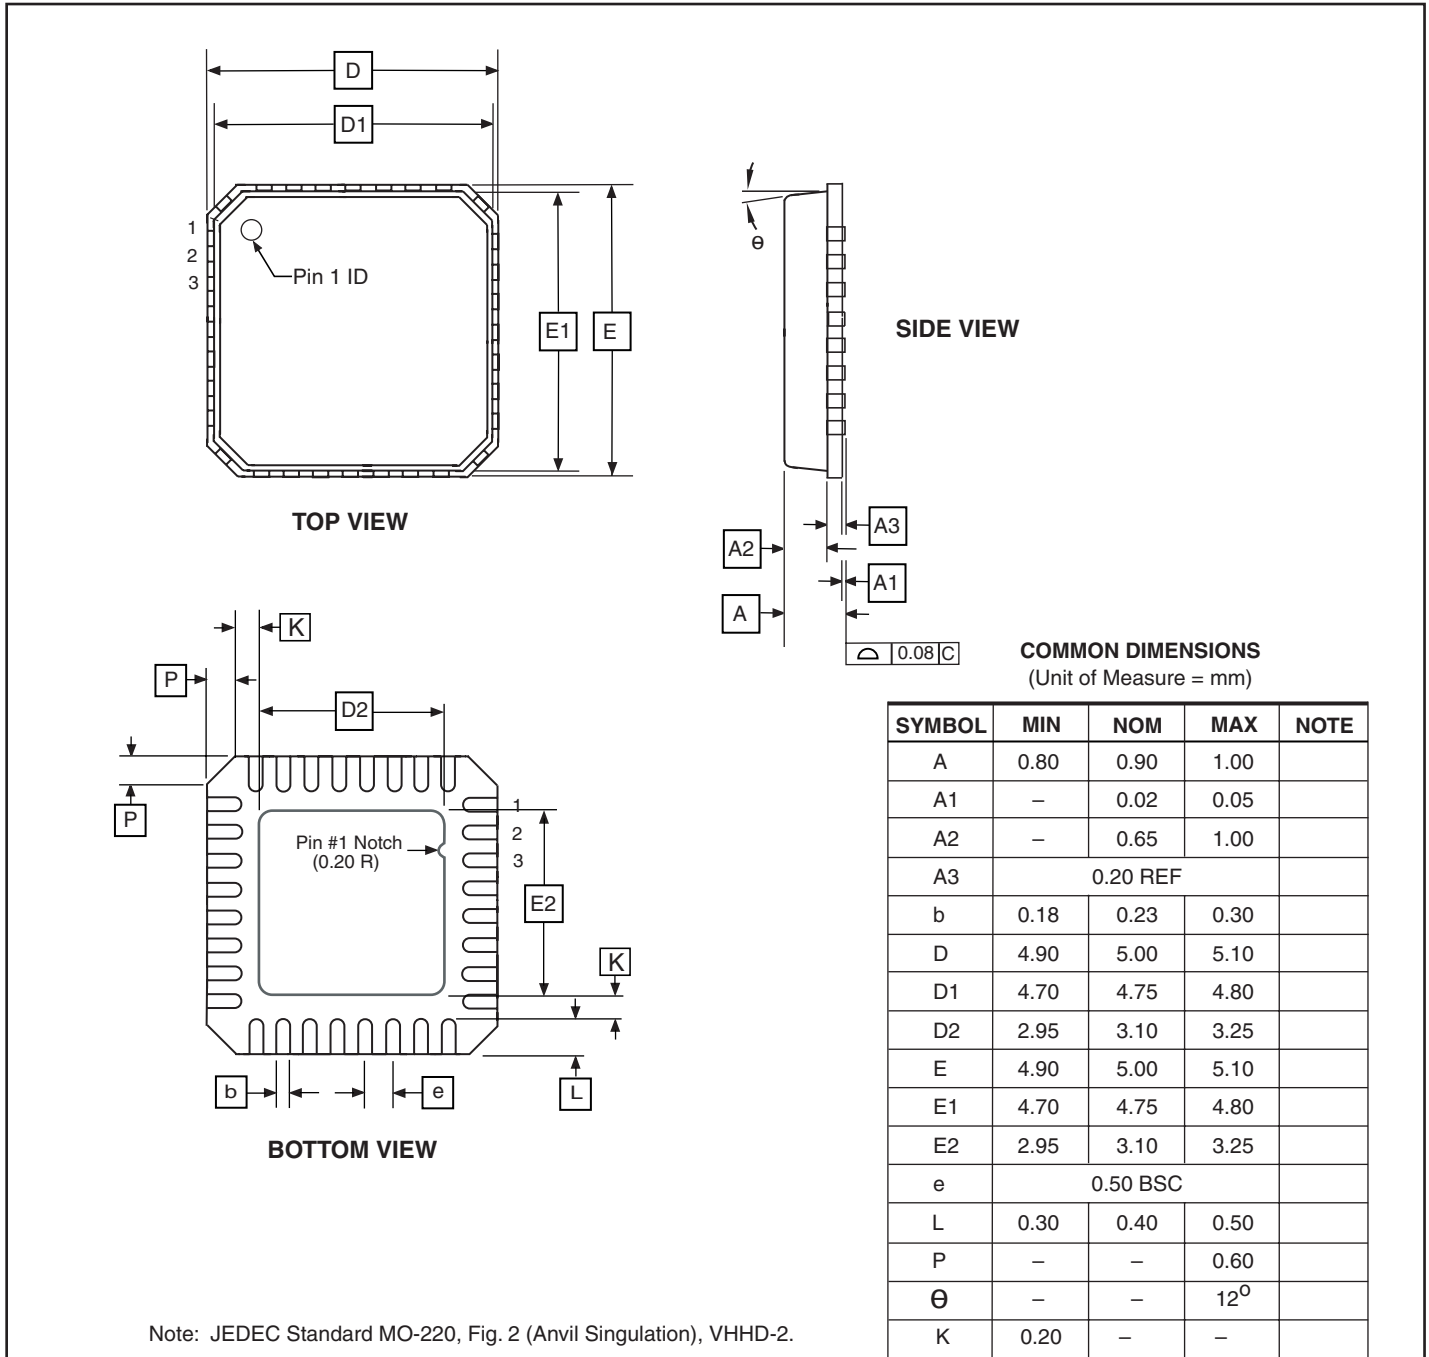 D
D1
1
2
3
Pin 1 ID
E1
E
TOP VIEW
ϴ
SIDE VIEW
A3
A2
A1
A
0.08 C
K
P
D2
P
Pin #1 Notch
(0.20 R)
1
2
3
E2
K
b
e
L
BOTTOM VIEW
COMMON DIMENSIONS
(Unit of Measure = mm)
SYMBOL MIN NOM MAX NOTE
A 0.80 0.90 1.00
A1 – 0.02 0.05
A2 – 0.65 1.00
A3 0.20 REF
b 0.18 0.23 0.30
D 4.90 5.00 5.10
D1 4.70 4.75 4.80
D2 2.95 3.10 3.25
E 4.90 5.00 5.10
E1 4.70 4.75 4.80
E2 2.95 3.10 3.25
e 0.50 BSC
L 0.30 0.40 0.50
P – – 0.60
ϴ – – 12o
K 0.20 – –
Note: JEDEC Standard MO-220, Fig. 2 (Anvil Singulation), VHHD-2.